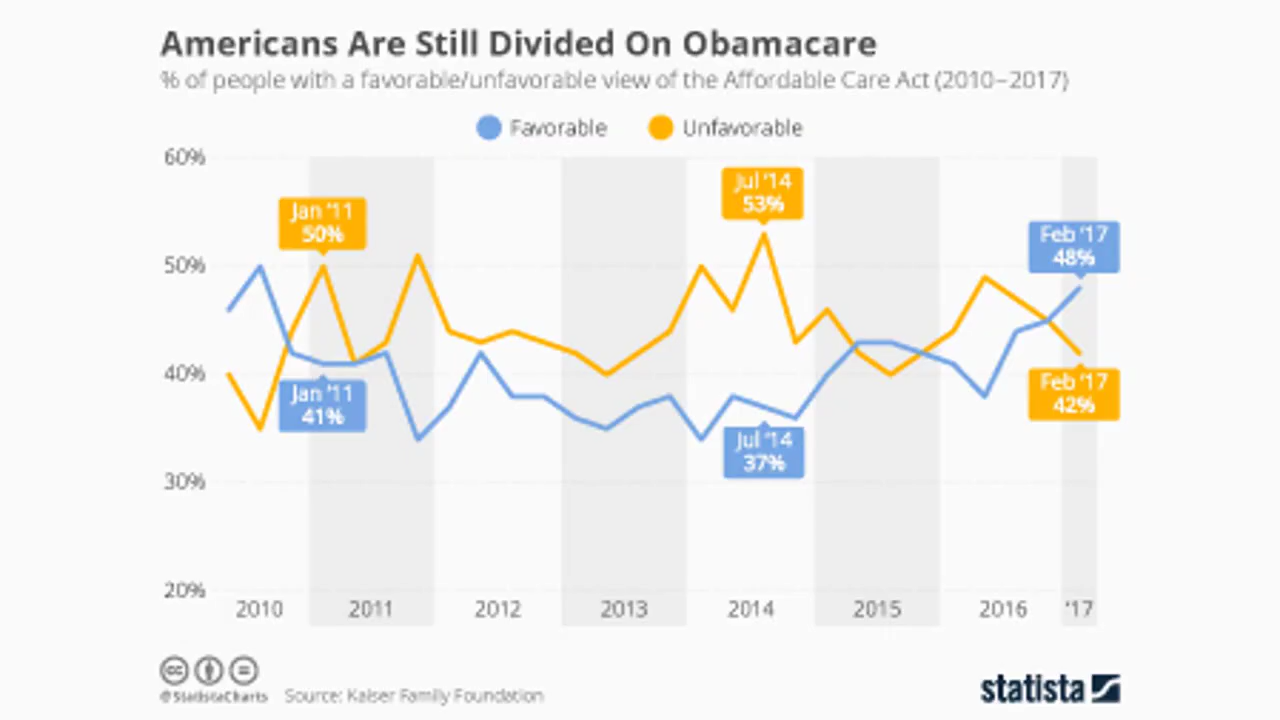 Americans Are Still Divided On Obamacare
% of people with a favorable/unfavorable view of the Affordable Care Act (2010–2017)
Favorable Unfavorable
60%
50%
40%
30%
20%
Jan '11
50%
Jan '11
41%
Jul '14
53%
Jul '14
37%
Feb '17
48%
Feb '17
42%
2010 2011 2012 2013 2014 2015 2016 '17
cc
@StatistaCharts Source: Kaiser Family Foundation
statista